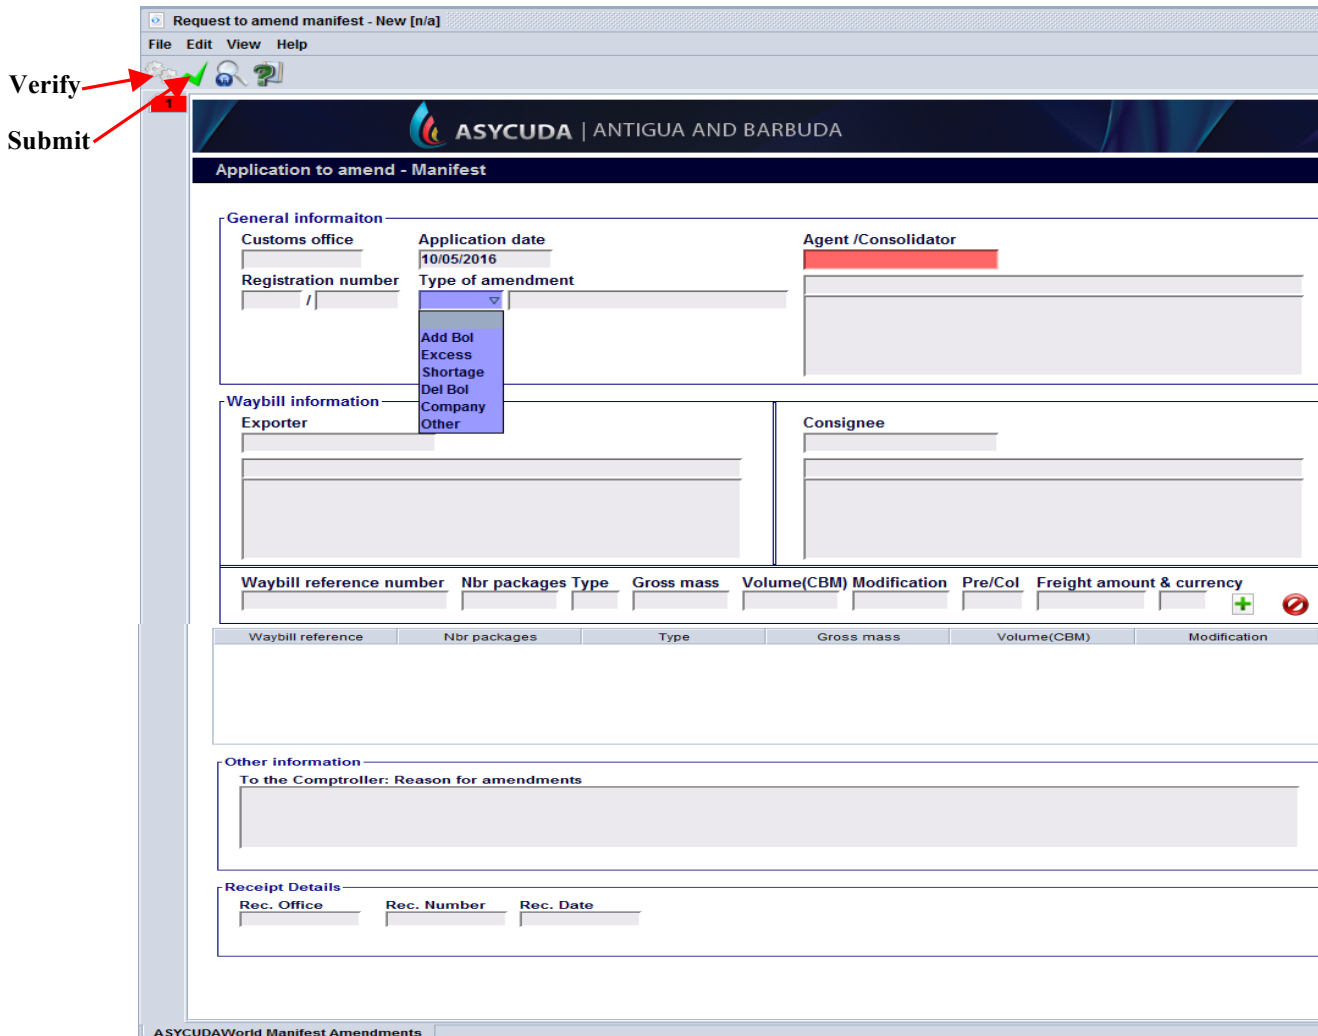 Request to amend manifest - New [n/a]
File Edit View Help
Verify
1
Submit
ASYCUDA | ANTIGUA AND BARBUDA
Application to amend - Manifest
General informaiton
Customs office Application date Agent /Consolidator
10/05/2016
Registration number Type of amendment
/
Add Bol
Excess
Shortage
Del Bol
Company
Other
Waybill information
Exporter Consignee
Waybill reference number Nbr packages Type Gross mass Volume(CBM) Modification Pre/Col Freight amount & currency
Waybill reference Nbr packages Type Gross mass Volume(CBM) Modification
Other information
To the Comptroller: Reason for amendments
Receipt Details
Rec. Office Rec. Number Rec. Date
ASYCUDAWorld Manifest Amendments